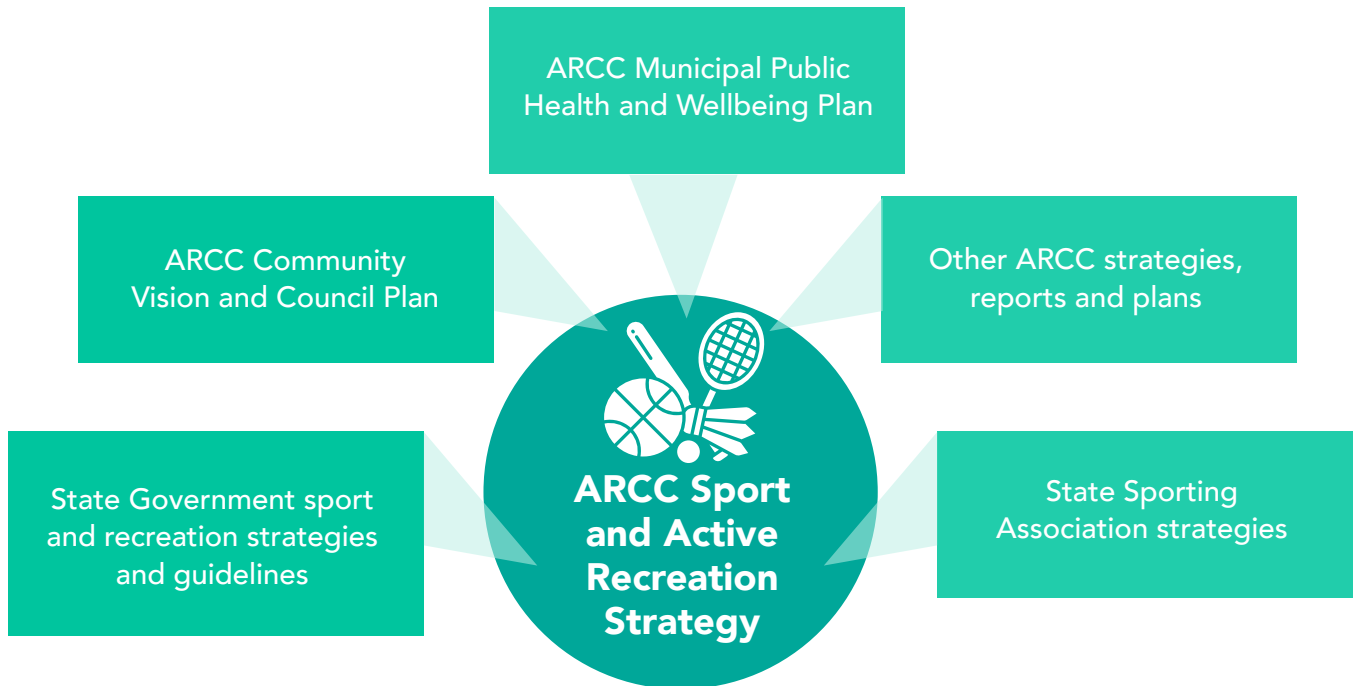 ARCC Municipal Public
Health and Wellbeing Plan
ARCC Community
Vision and Council Plan
Other ARCC strategies,
reports and plans
State Government sport
and recreation strategies
and guidelines
State Sporting
Association strategies
ARCC Sport
and Active
Recreation
Strategy